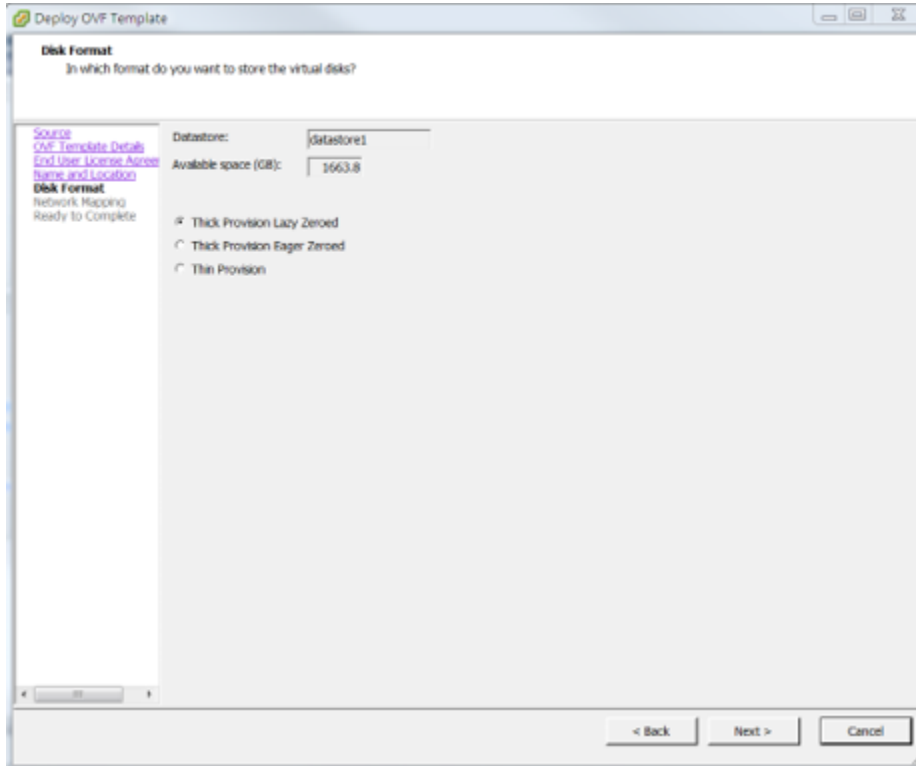 Deploy OVF Template
Disk Format
In which format do you want to store the virtual disks?
Source
OVF Template Details
End User License Agreer
Name and Location
Disk Format
Network Mapping
Ready to Complete
Datastore:
datastore1
Available space (GB):
1663.8
Thick Provision Lazy Zeroed
Thick Provision Eager Zeroed
Thin Provision
< Back
Next >
Cancel